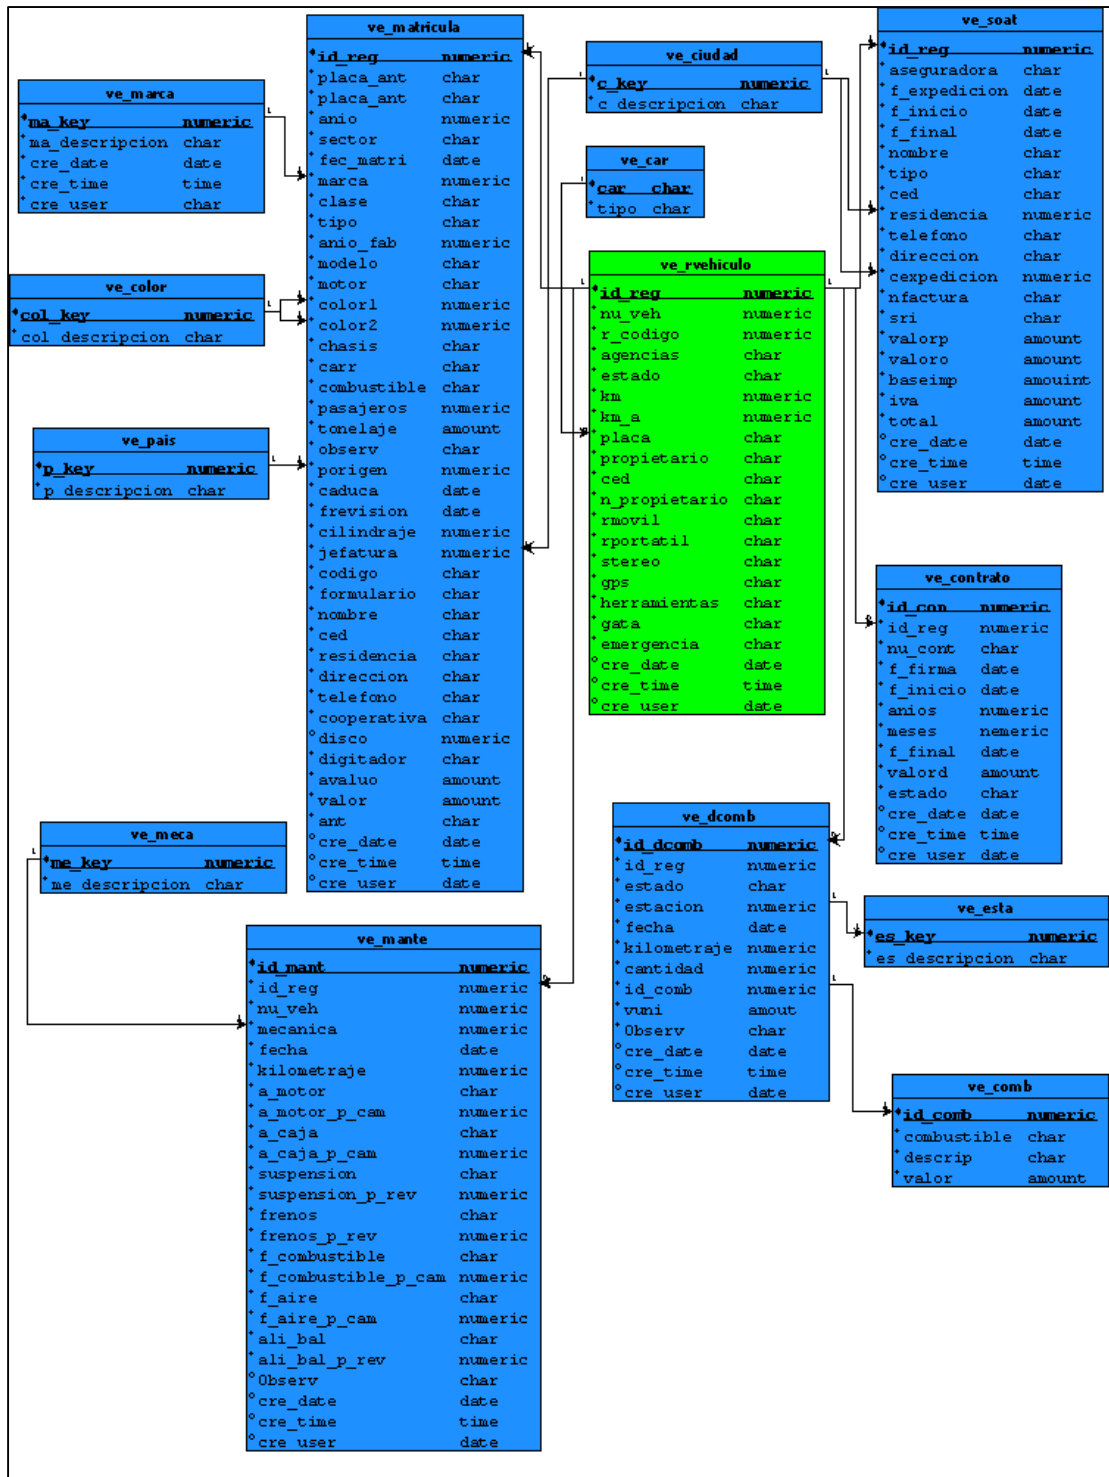 ve_marca
ma_key numeric
ma_descripcion char
cre_date date
cre_time time
cre_user char
ve_color
col_key numeric
col_descripcion char
ve_pais
p_key numeric
p_descripcion char
ve_meca
me_key numeric
me_descripcion char
ve_matricula
id_reg numeric
placa_ant char
placa_ant char
anio numeric
sector char
fec_matri date
marca numeric
clase char
tipo char
anio_fab numeric
modelo char
motor char
color1 numeric
color2 numeric
chasis char
carr char
combustible char
pasajeros numeric
tonelaje amount
observ char
porigen numeric
caduca date
frevision date
cilindraje numeric
jefatura numeric
codigo char
formulario char
nombre char
ced char
residencia char
direccion char
telefono char
cooperativa char
disco numeric
digitador char
avaluo amount
valor amount
ant char
cre_date date
cre_time time
cre_user date
ve_mante
id_mant numeric
id_reg numeric
nu_veh numeric
mecanica numeric
fecha date
kilometraje numeric
a_motor char
a_motor_p_cam numeric
a_caja char
a_caja_p_cam numeric
suspension char
suspension_p_rev numeric
frenos char
frenos_p_rev numeric
f_combustible char
f_combustible_p_cam numeric
f_aire char
f_aire_p_cam numeric
ali_bal char
ali_bal_p_rev numeric
Observ char
cre_date date
cre_time time
cre_user date
ve_ciudad
c_key numeric
c_descripcion char
ve_car
car char
tipo char
ve_rvehiculo
id_reg numeric
nu_veh numeric
r_codigo numeric
agencias char
estado char
km numeric
km_a numeric
placa char
propietario char
ced char
n_propietario char
rmovil char
rportatil char
stereo char
gps char
herramientas char
gata char
emergencia char
cre_date date
cre_time time
cre_user date
ve_dcomb
id_dcomb numeric
id_reg numeric
estado char
estacion numeric
fecha date
kilometraje numeric
cantidad numeric
id_comb numeric
vuni amout
Observ char
cre_date date
cre_time time
cre_user date
ve_soat
id_reg numeric
aseguradora char
f_expedicion date
f_inicio date
f_final date
nombre char
tipo char
ced char
residencia numeric
telefono char
direccion char
cexpedicion numeric
nfactura char
sri char
valorp amount
valoro amount
baseimp amouint
iva amount
total amount
cre_date date
cre_time time
cre_user date
ve_contrato
id_con numeric
id_reg numeric
nu_cont char
f_firma date
f_inicio date
anios numeric
meses nemeric
f_final date
valord amount
estado char
cre_date date
cre_time time
cre_user date
ve_esta
es_key numeric
es_descripcion char
ve_comb
id_comb numeric
combustible char
descrip char
valor amount